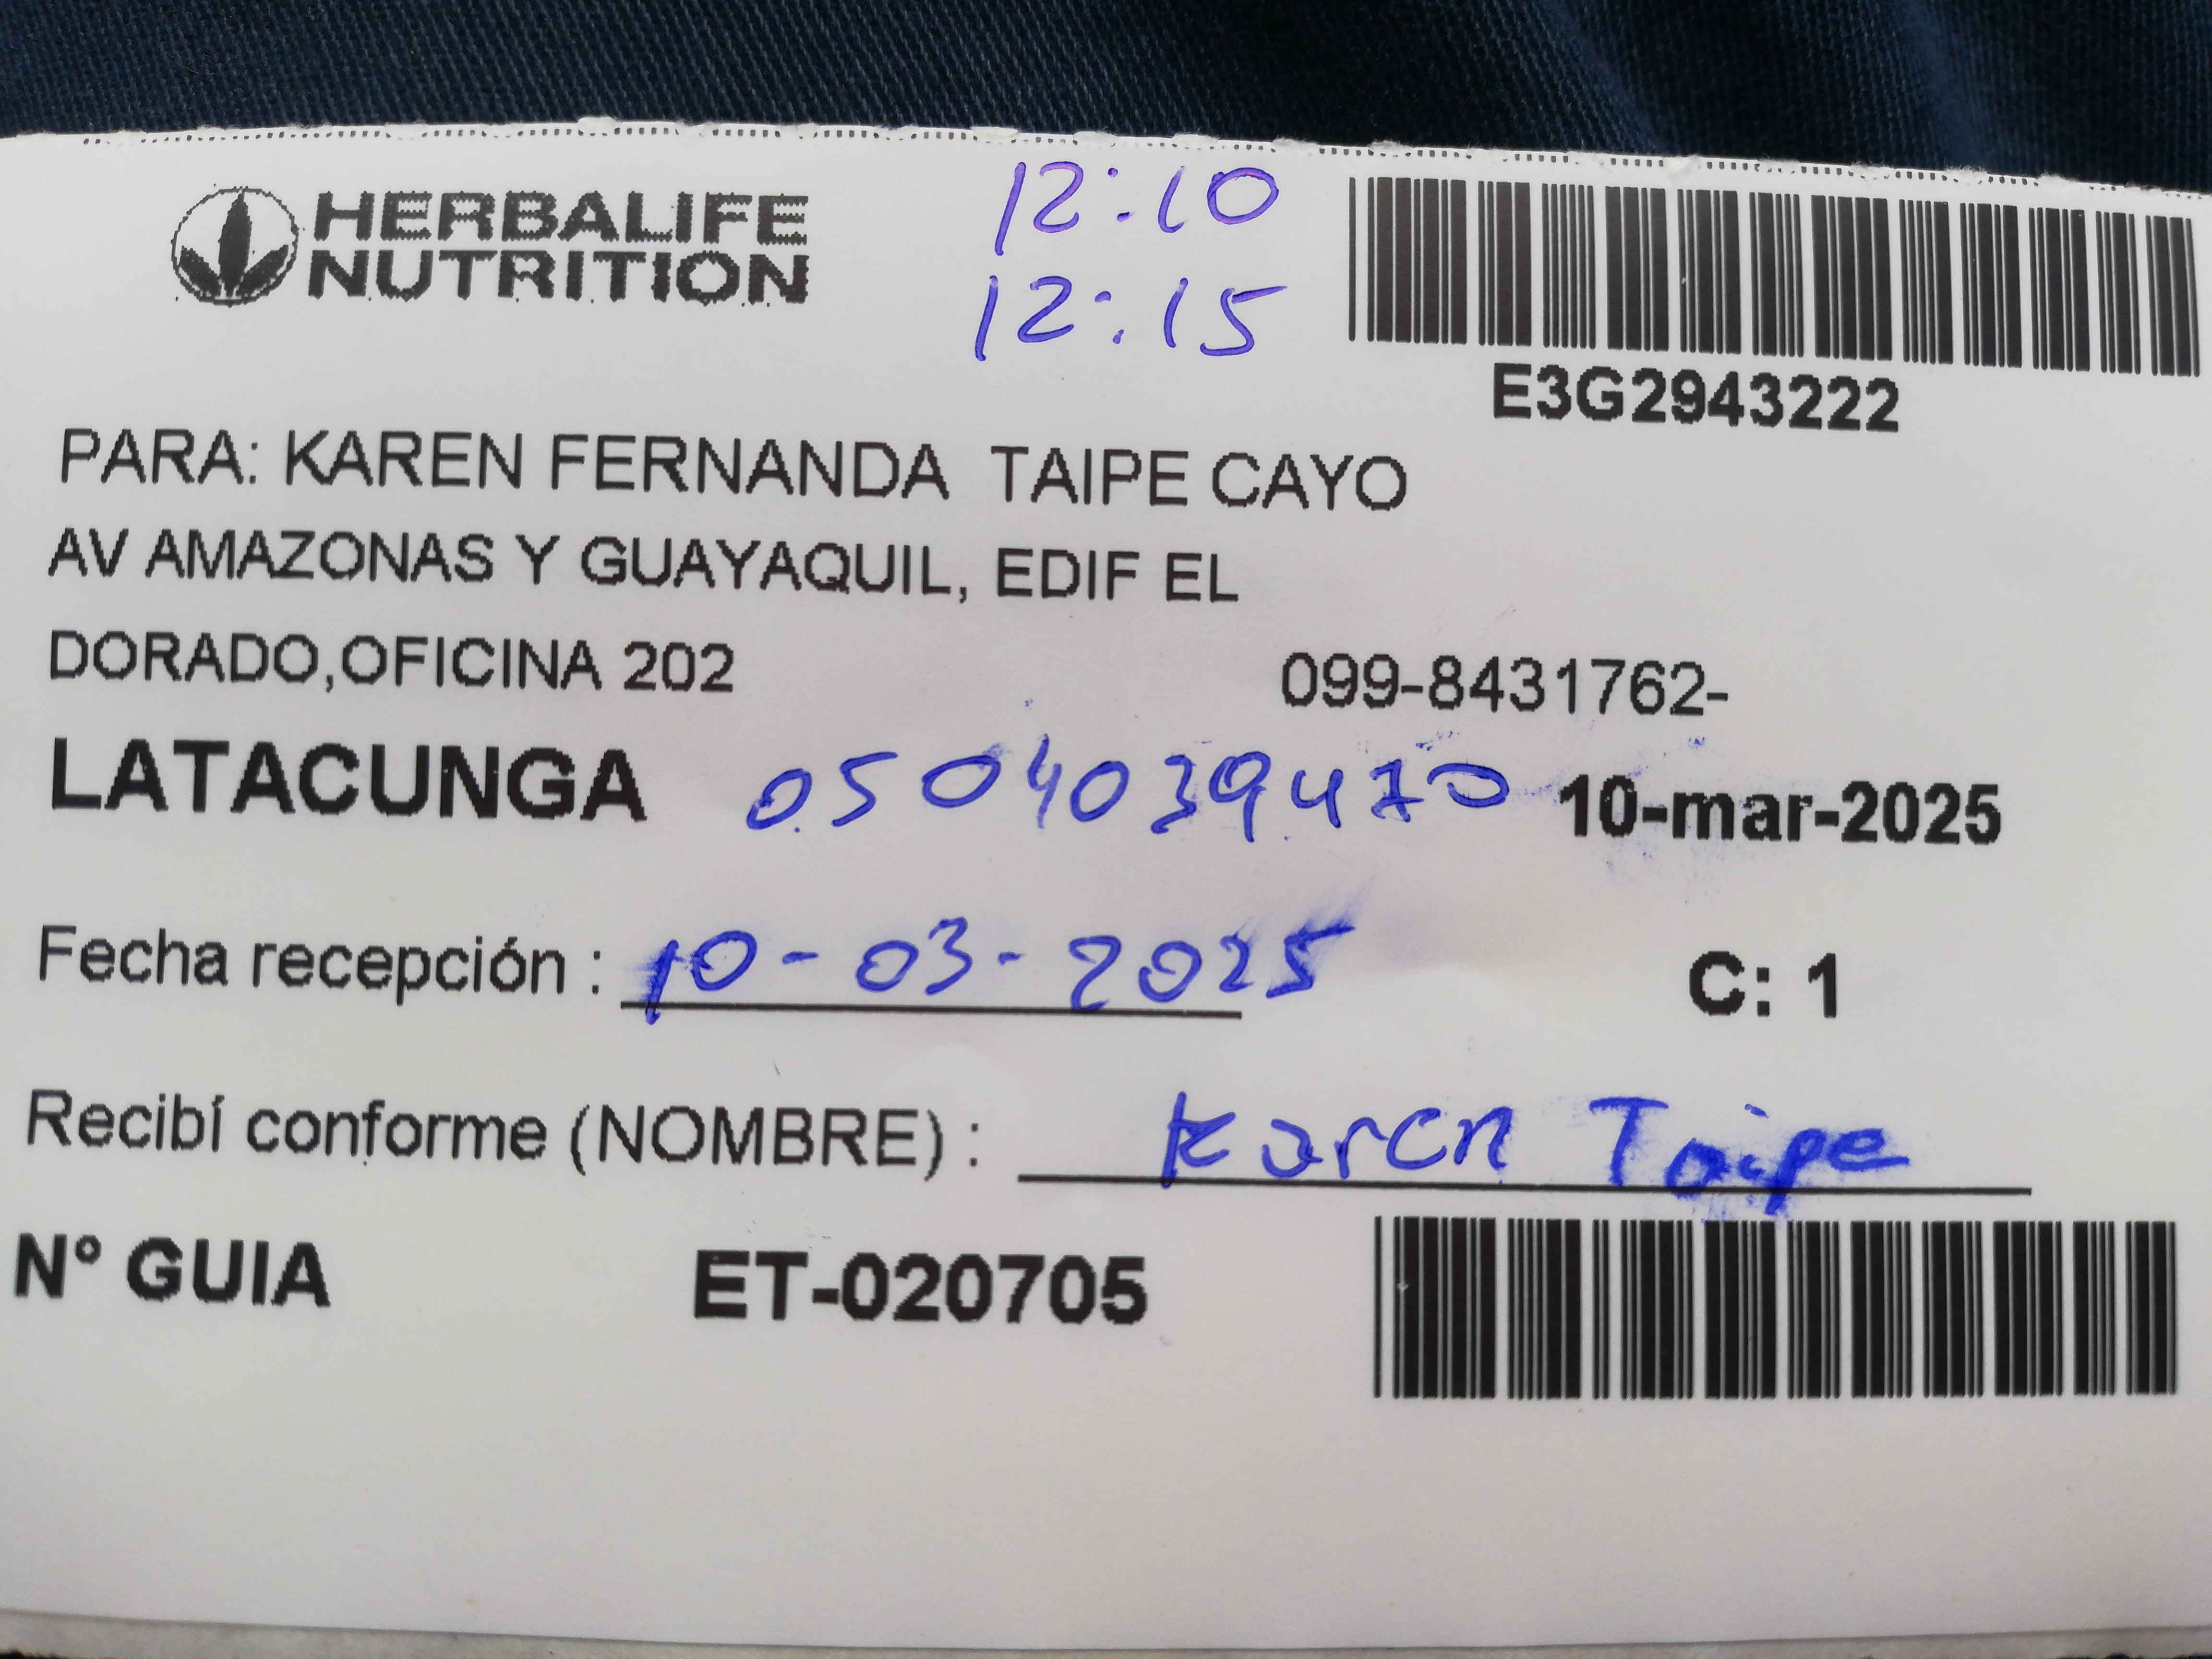 HERBALIFE
NUTRITION
12:10
12:15
E3G2943222
PARA: KAREN FERNANDA TAIPE CAYO
AV AMAZONAS Y GUAYAQUIL, EDIF EL
DORADO,OFICINA 202 099-8431762-
LATACUNGA 0504039470 10-mar-2025
Fecha recepción : 10-03-2025 C: 1
Recibí conforme (NOMBRE) : Karen Taipe
N° GUIA ET-020705